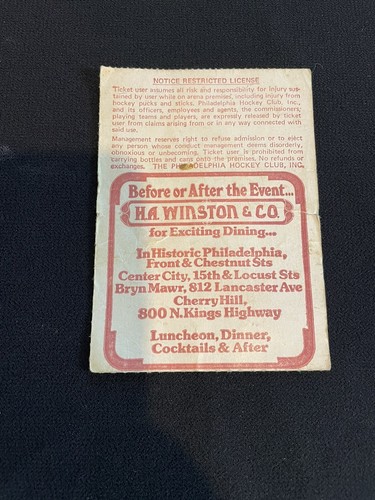 NOTICE RESTRICTED LICENSE
Ticket user assumes all risk and responsibility for injury sus-
tained by user while on arena premised, including injury from
hockey pucks and sticks. Philadelphia Hockey Club, Inc.,
and its officers, employees and agents, the commissioners;
playing teams and players, are expressly released by ticket
user from claims arising from or in any way connected with
said use.
Management reserves right to refuse admission or to eject
any person whose conduct management deems disorderly,
obnoxious or unbecoming. Ticket user is prohibited from
carrying bottles and cans onto the premises. No refunds or
exchanges. THE PHILADELPHIA HOCKEY CLUB, INC.
Before or After the Event...
H.A. WINSTON & CO.
for Exciting Dining...
In Historic Philadelphia,
Front & Chestnut Sts
Center City, 15th & Locust Sts
Bryn Mawr, 812 Lancaster Ave
Cherry Hill,
800 N. Kings Highway
Luncheon, Dinner,
Cocktails & After